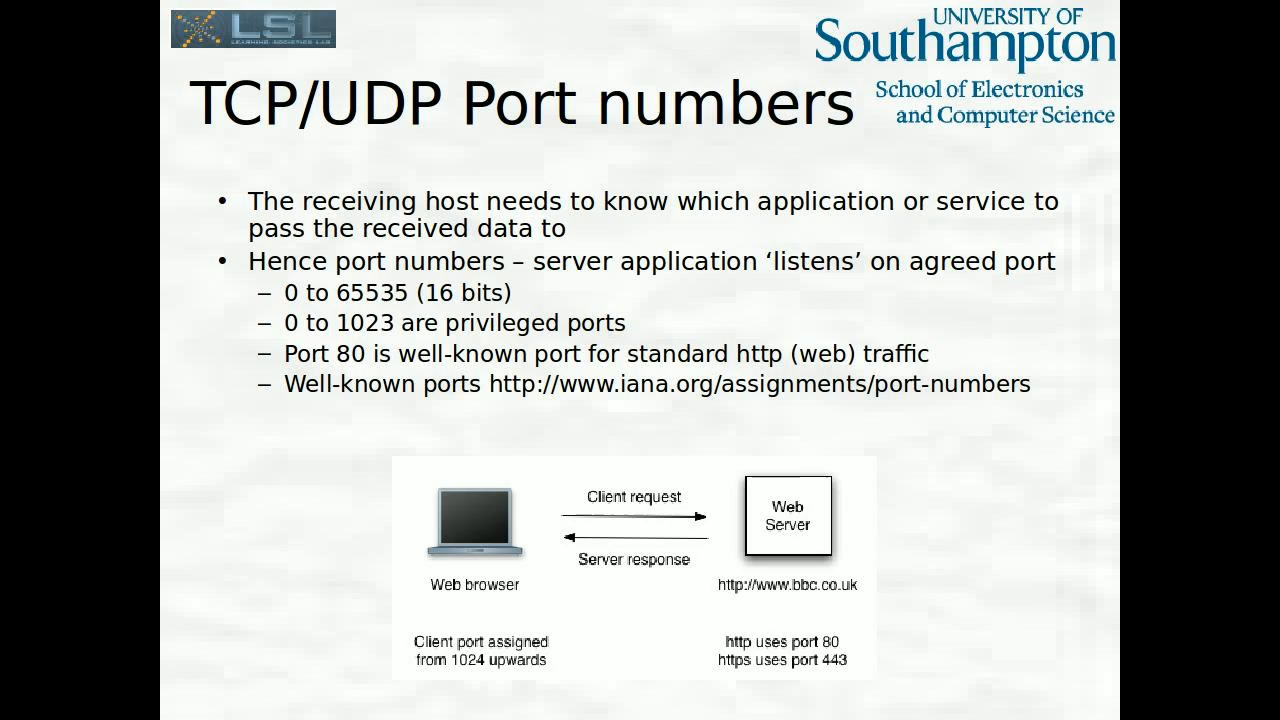 LSL
LEARNING SOCIETIES LAB
UNIVERSITY OF
Southampton
School of Electronics
and Computer Science
TCP/UDP Port numbers
• The receiving host needs to know which application or service to
pass the received data to
• Hence port numbers – server application ‘listens’ on agreed port
– 0 to 65535 (16 bits)
– 0 to 1023 are privileged ports
– Port 80 is well-known port for standard http (web) traffic
– Well-known ports http://www.iana.org/assignments/port-numbers
Client request
Web
Server
Server response
Web browser
http://www.bbc.co.uk
Client port assigned
from 1024 upwards
http uses port 80
https uses port 443